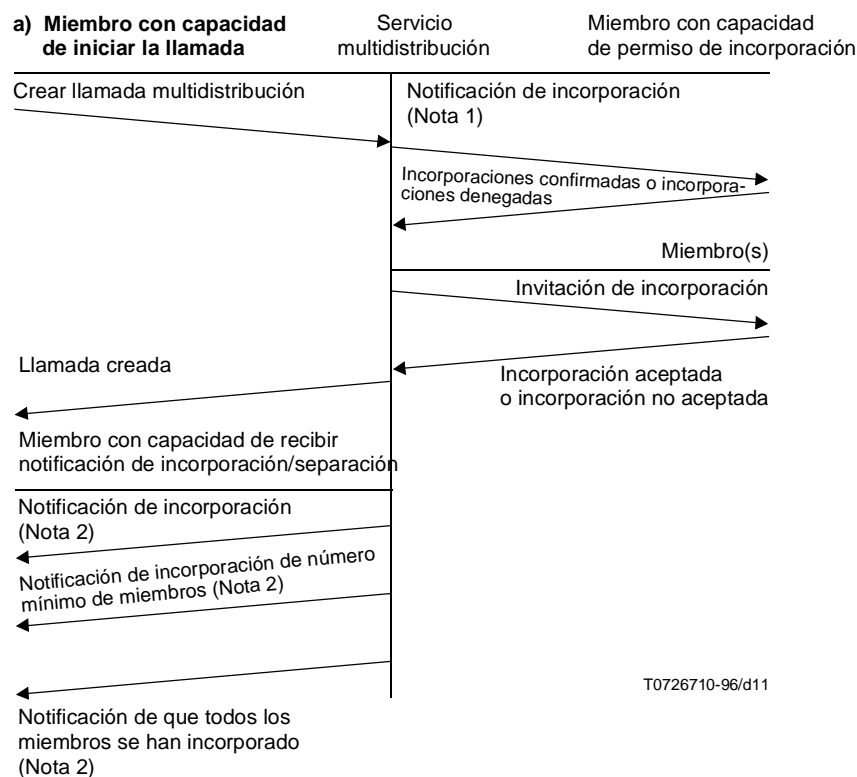 a) Miembro con capacidad
de iniciar la llamada
Servicio
multidistribución
Miembro con capacidad
de permiso de incorporación
Crear llamada multidistribución
Notificación de incorporación
(Nota 1)
Incorporaciones confirmadas o incorpora-
ciones denegadas
Miembro(s)
Invitación de incorporación
Llamada creada
Incorporación aceptada
o incorporación no aceptada
Miembro con capacidad de recibir
notificación de incorporación/separación
Notificación de incorporación
(Nota 2)
Notificación de incorporación de número
mínimo de miembros (Nota 2)
T0726710-96/d11
Notificación de que todos los
miembros se han incorporado
(Nota 2)